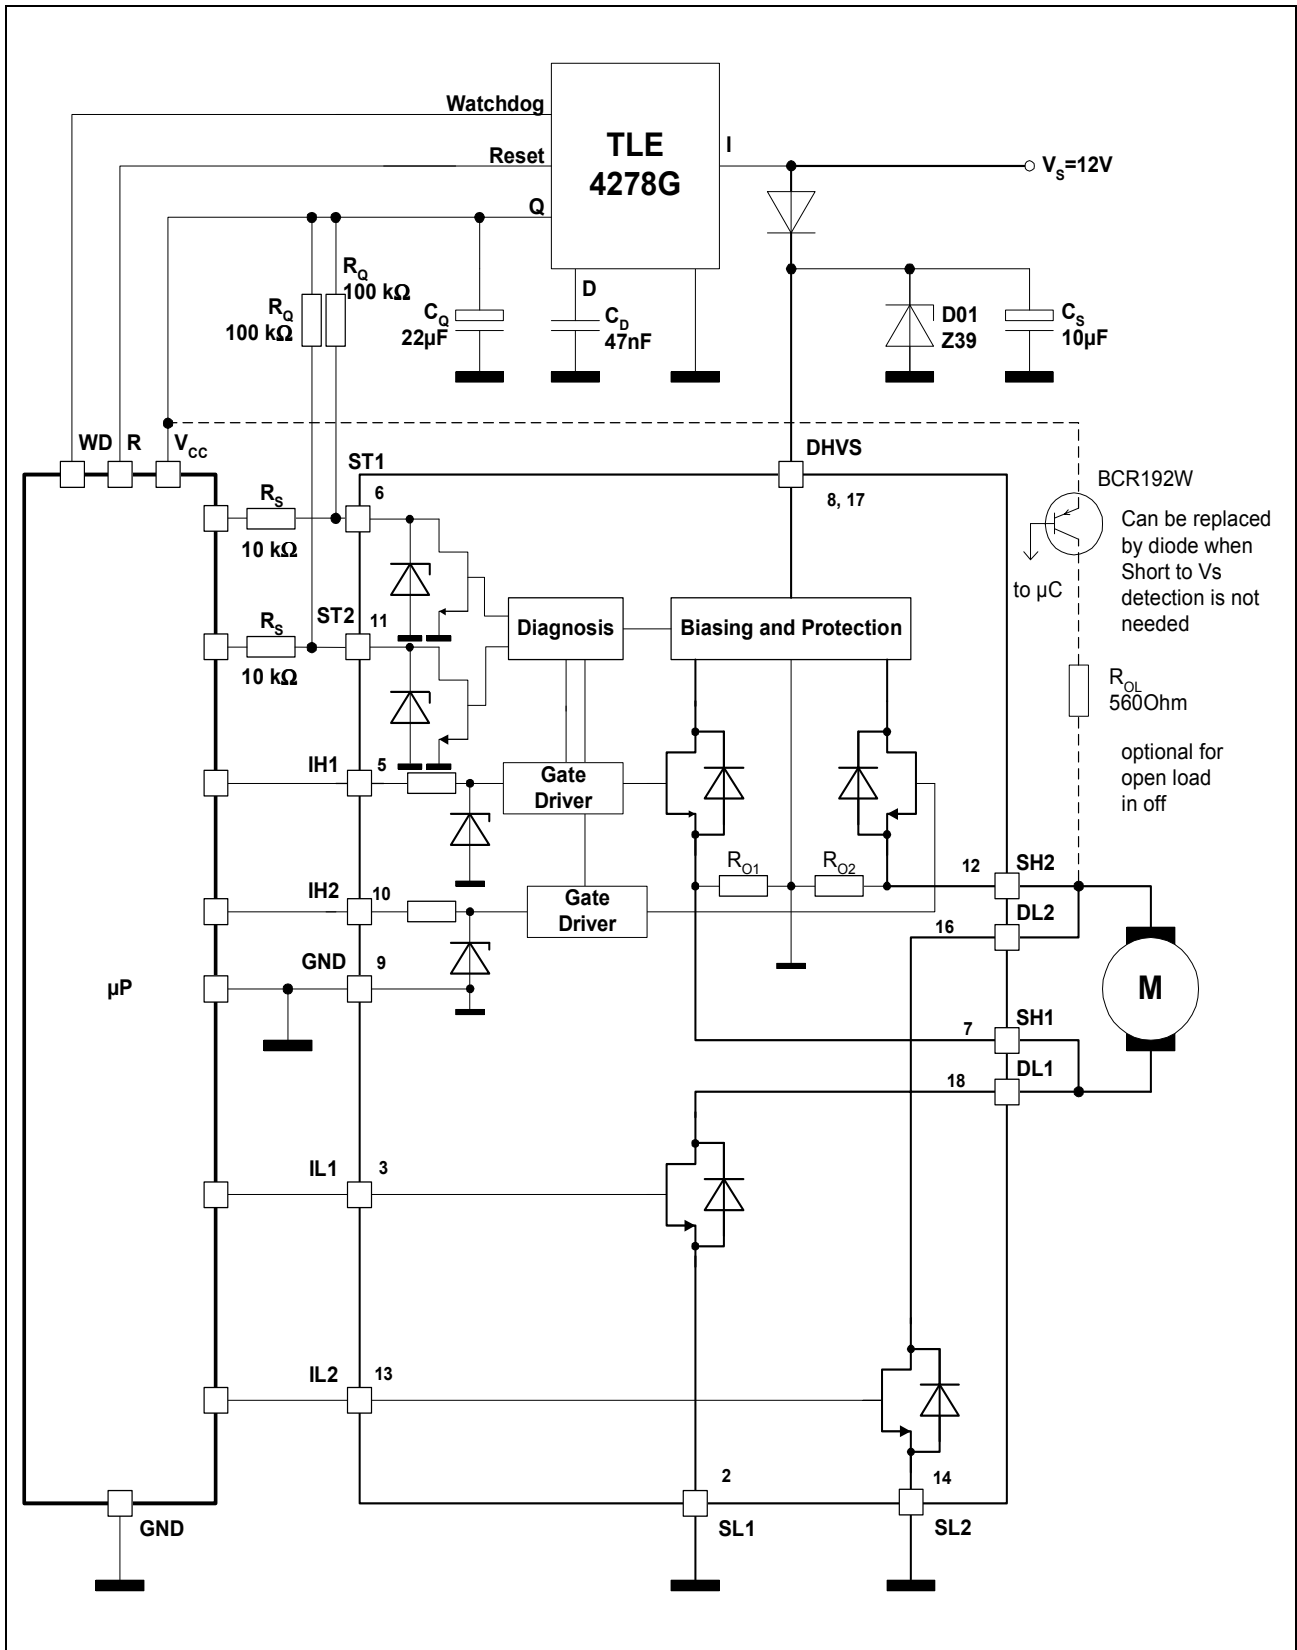 Watchdog
TLE
4278G
I
Reset
V_S=12V
Q
R_Q
100 kΩ
D
R_Q
100 kΩ
C_Q
22µF
C_D
47nF
D01
Z39
C_S
10µF
WD
R
V_CC
DHVS
ST1
8, 17
BCR192W
R_S
6
10 kΩ
Can be replaced
by diode when
Short to Vs
detection is not
needed
to µC
ST2
R_S
11
Diagnosis
Biasing and Protection
10 kΩ
R_OL
560Ohm
optional for
open load
in off
IH1
5
Gate
Driver
R_O1
R_O2
12
SH2
IH2
10
Gate
Driver
DL2
16
GND
9
µP
M
SH1
7
DL1
18
IL1
3
IL2
13
2
14
GND
SL1
SL2